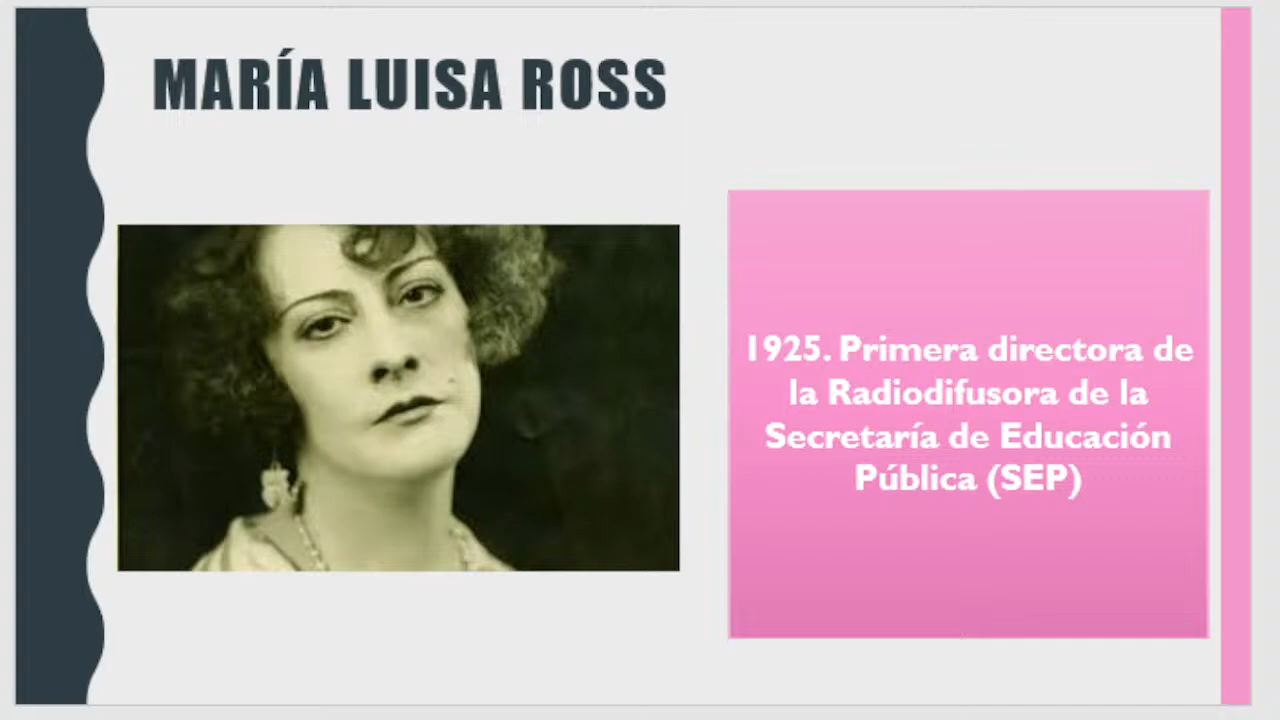 MARÍA LUISA ROSS
1925. Primera directora de
la Radiodifusora de la
Secretaría de Educación
Pública (SEP)